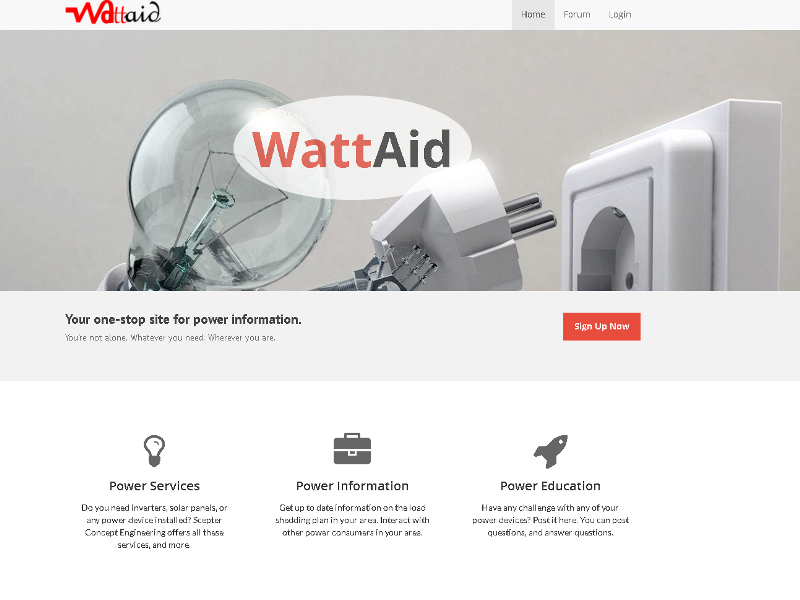 Wattaid
Home Forum Login
WattAid
Your one-stop site for power information.
You're not alone. Whatever you need. Wherever you are.
Sign Up Now
Power Services
Do you need inverters, solar panels, or
any power device installed? Scepter
Concept Engineering offers all these
services, and more.
Power Information
Get up to date information on the load
shedding plan in your area. Interact with
other power consumers in your area.
Power Education
Have any challenge with any of your
power devices? Post it here. You can post
questions, and answer questions.